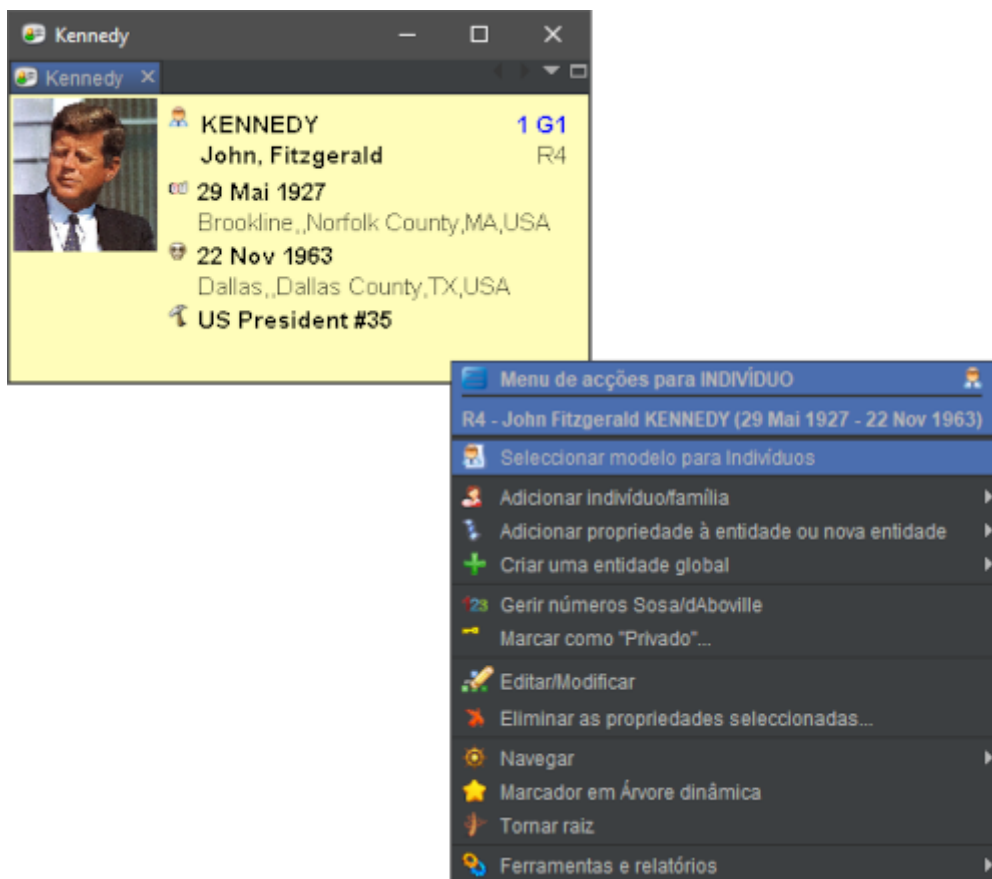 Kennedy
Kennedy
KENNEDY 1 G1
John, Fitzgerald R4
29 Mai 1927
Brookline,,Norfolk County,MA,USA
22 Nov 1963
Dallas,,Dallas County,TX,USA
US President #35
Menu de acções para INDIVÍDUO
R4 - John Fitzgerald KENNEDY (29 Mai 1927 - 22 Nov 1963)
Seleccionar modelo para Indivíduos
Adicionar indivíduo/família
Adicionar propriedade à entidade ou nova entidade
Criar uma entidade global
123 Gerir números Sosa/dAboville
Marcar como "Privado"...
Editar/Modificar
Eliminar as propriedades seleccionadas...
Navegar
Marcador em Árvore dinâmica
Tornar raiz
Ferramentas e relatórios